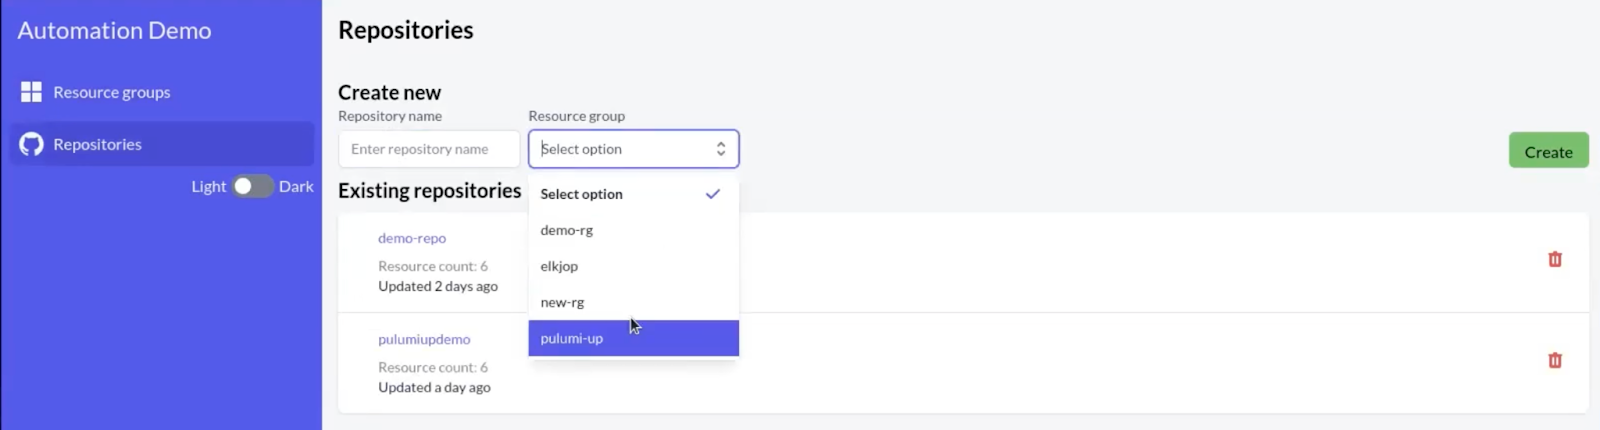 Automation Demo
Resource groups
Repositories
Light Dark
Repositories
Create new
Repository name
Resource group
Enter repository name
Select option
Create
Select option
demo-rg
elkjop
new-rg
pulumi-up
Existing repositories
demo-repo
Resource count: 6
Updated 2 days ago
pulumiupdemo
Resource count: 6
Updated a day ago